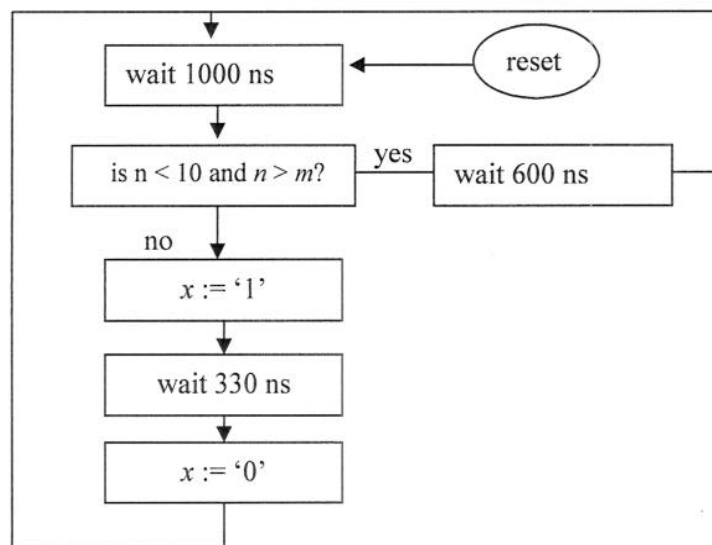 wait 1000 ns
reset
is n < 10 and n > m?
yes
wait 600 ns
no
x := ‘1’
wait 330 ns
x := ‘0’